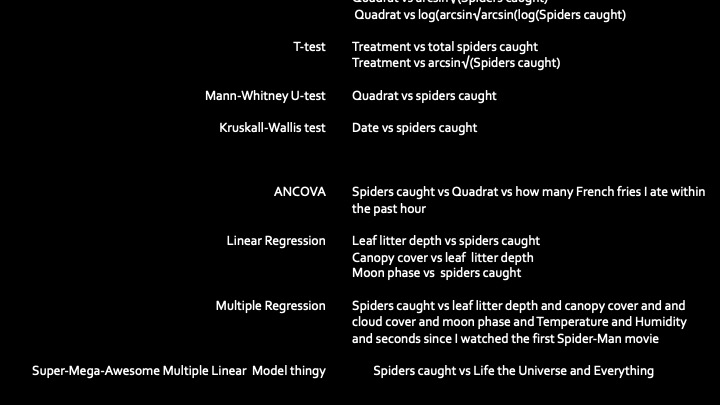 Quadrat vs arcsin√(Spiders caught)
Quadrat vs log(arcsin√arcsin(log(Spiders caught)
T-test Treatment vs total spiders caught
Treatment vs arcsin√(Spiders caught)
Mann-Whitney U-test Quadrat vs spiders caught
Kruskall-Wallis test Date vs spiders caught
ANCOVA Spiders caught vs Quadrat vs how many French fries I ate within
the past hour
Linear Regression Leaf litter depth vs spiders caught
Canopy cover vs leaf litter depth
Moon phase vs spiders caught
Multiple Regression Spiders caught vs leaf litter depth and canopy cover and and
cloud cover and moon phase and Temperature and Humidity
and seconds since I watched the first Spider-Man movie
Super-Mega-Awesome Multiple Linear Model thingy Spiders caught vs Life the Universe and Everything